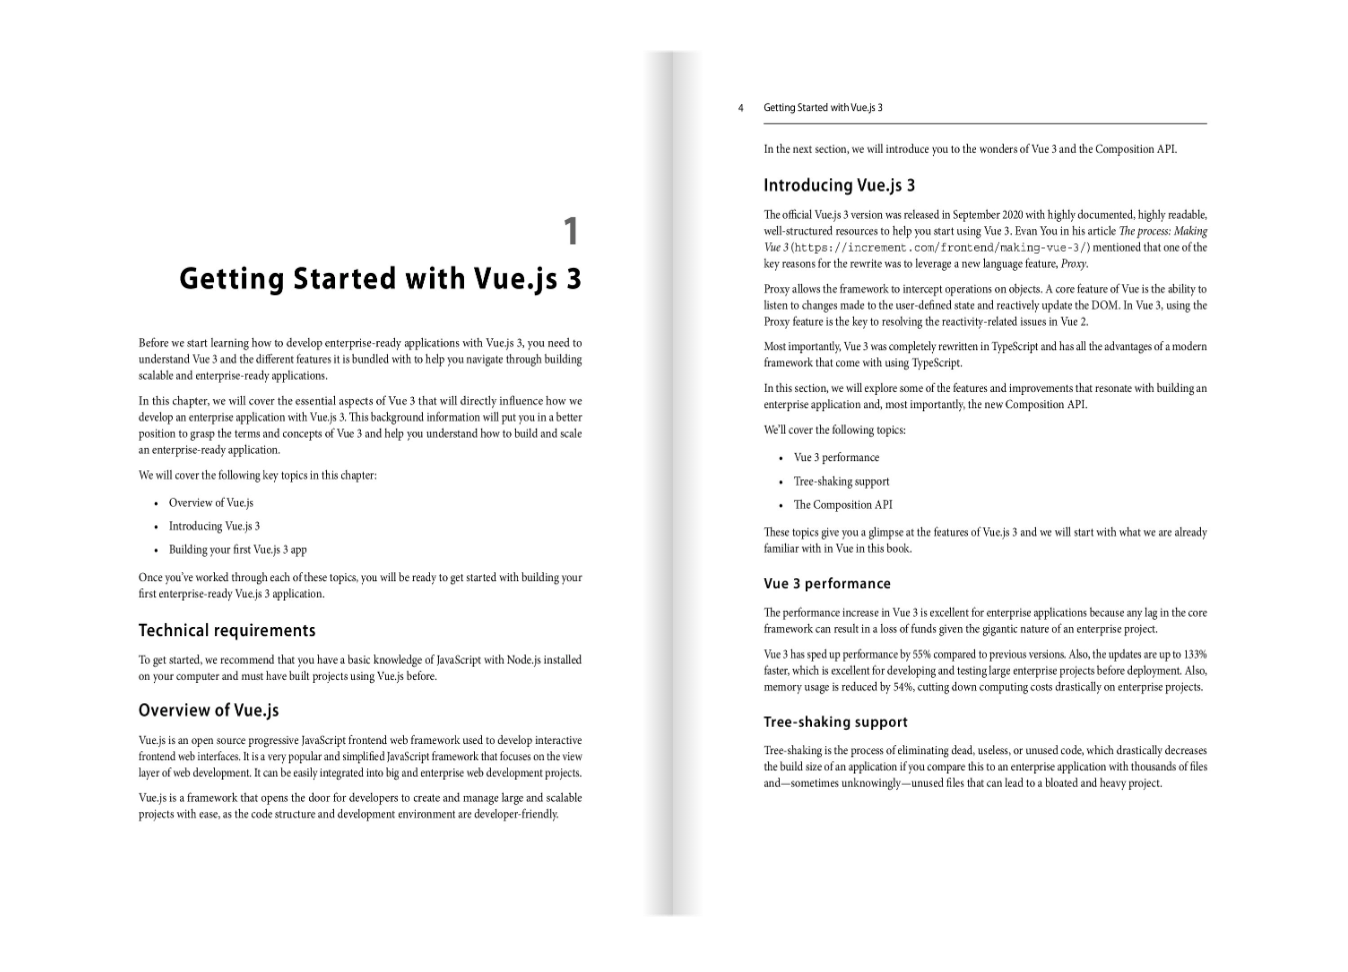 1
Getting Started with Vue.js 3
Before we start learning how to develop enterprise-ready applications with Vue.js 3, you need to
understand Vue 3 and the different features it is bundled with to help you navigate through building
scalable and enterprise-ready applications.
In this chapter, we will cover the essential aspects of Vue 3 that will directly influence how we
develop an enterprise application with Vue.js 3. This background information will put you in a better
position to grasp the terms and concepts of Vue 3 and help you understand how to build and scale
an enterprise-ready application.
We will cover the following key topics in this chapter:
• Overview of Vue.js
• Introducing Vue.js 3
• Building your first Vue.js 3 app
Once you've worked through each of these topics, you will be ready to get started with building your
first enterprise-ready Vue.js 3 application.
Technical requirements
To get started, we recommend that you have a basic knowledge of JavaScript with Node.js installed
on your computer and must have built projects using Vue.js before.
Overview of Vue.js
Vue.js is an open source progressive JavaScript frontend web framework used to develop interactive
frontend web interfaces. It is a very popular and simplified JavaScript framework that focuses on the view
layer of web development. It can be easily integrated into big and enterprise web development projects.
Vue.js is a framework that opens the door for developers to create and manage large and scalable
projects with ease, as the code structure and development environment are developer-friendly.
4 Getting Started with Vue.js 3
In the next section, we will introduce you to the wonders of Vue 3 and the Composition API.
Introducing Vue.js 3
The official Vue.js 3 version was released in September 2020 with highly documented, highly readable,
well-structured resources to help you start using Vue 3. Evan You in his article The process: Making
Vue 3 (https://increment.com/frontend/making-vue-3/) mentioned that one of the
key reasons for the rewrite was to leverage a new language feature, Proxy.
Proxy allows the framework to intercept operations on objects. A core feature of Vue is the ability to
listen to changes made to the user-defined state and reactively update the DOM. In Vue 3, using the
Proxy feature is the key to resolving the reactivity-related issues in Vue 2.
Most importantly, Vue 3 was completely rewritten in TypeScript and has all the advantages of a modern
framework that come with using TypeScript.
In this section, we will explore some of the features and improvements that resonate with building an
enterprise application and, most importantly, the new Composition API.
We'll cover the following topics:
• Vue 3 performance
• Tree-shaking support
• The Composition API
These topics give you a glimpse at the features of Vue.js 3 and we will start with what we are already
familiar with in Vue in this book.
Vue 3 performance
The performance increase in Vue 3 is excellent for enterprise applications because any lag in the core
framework can result in a loss of funds given the gigantic nature of an enterprise project.
Vue 3 has sped up performance by 55% compared to previous versions. Also, the updates are up to 133%
faster, which is excellent for developing and testing large enterprise projects before deployment. Also,
memory usage is reduced by 54%, cutting down computing costs drastically on enterprise projects.
Tree-shaking support
Tree-shaking is the process of eliminating dead, useless, or unused code, which drastically decreases
the build size of an application if you compare this to an enterprise application with thousands of files
and—sometimes unknowingly—unused files that can lead to a bloated and heavy project.